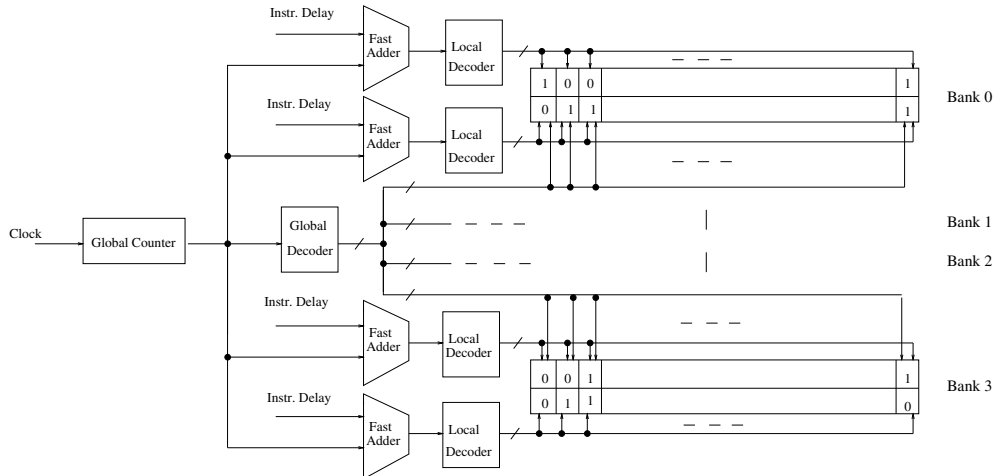 Instr. Delay
Fast
Adder
Local
Decoder
1 0 0 1
0 1 1 1
Bank 0
Instr. Delay
Fast
Adder
Local
Decoder
Clock
Global Counter
Global
Decoder
Bank 1
Bank 2
Instr. Delay
Fast
Adder
Local
Decoder
0 0 1 1
0 1 1 0
Bank 3
Instr. Delay
Fast
Adder
Local
Decoder